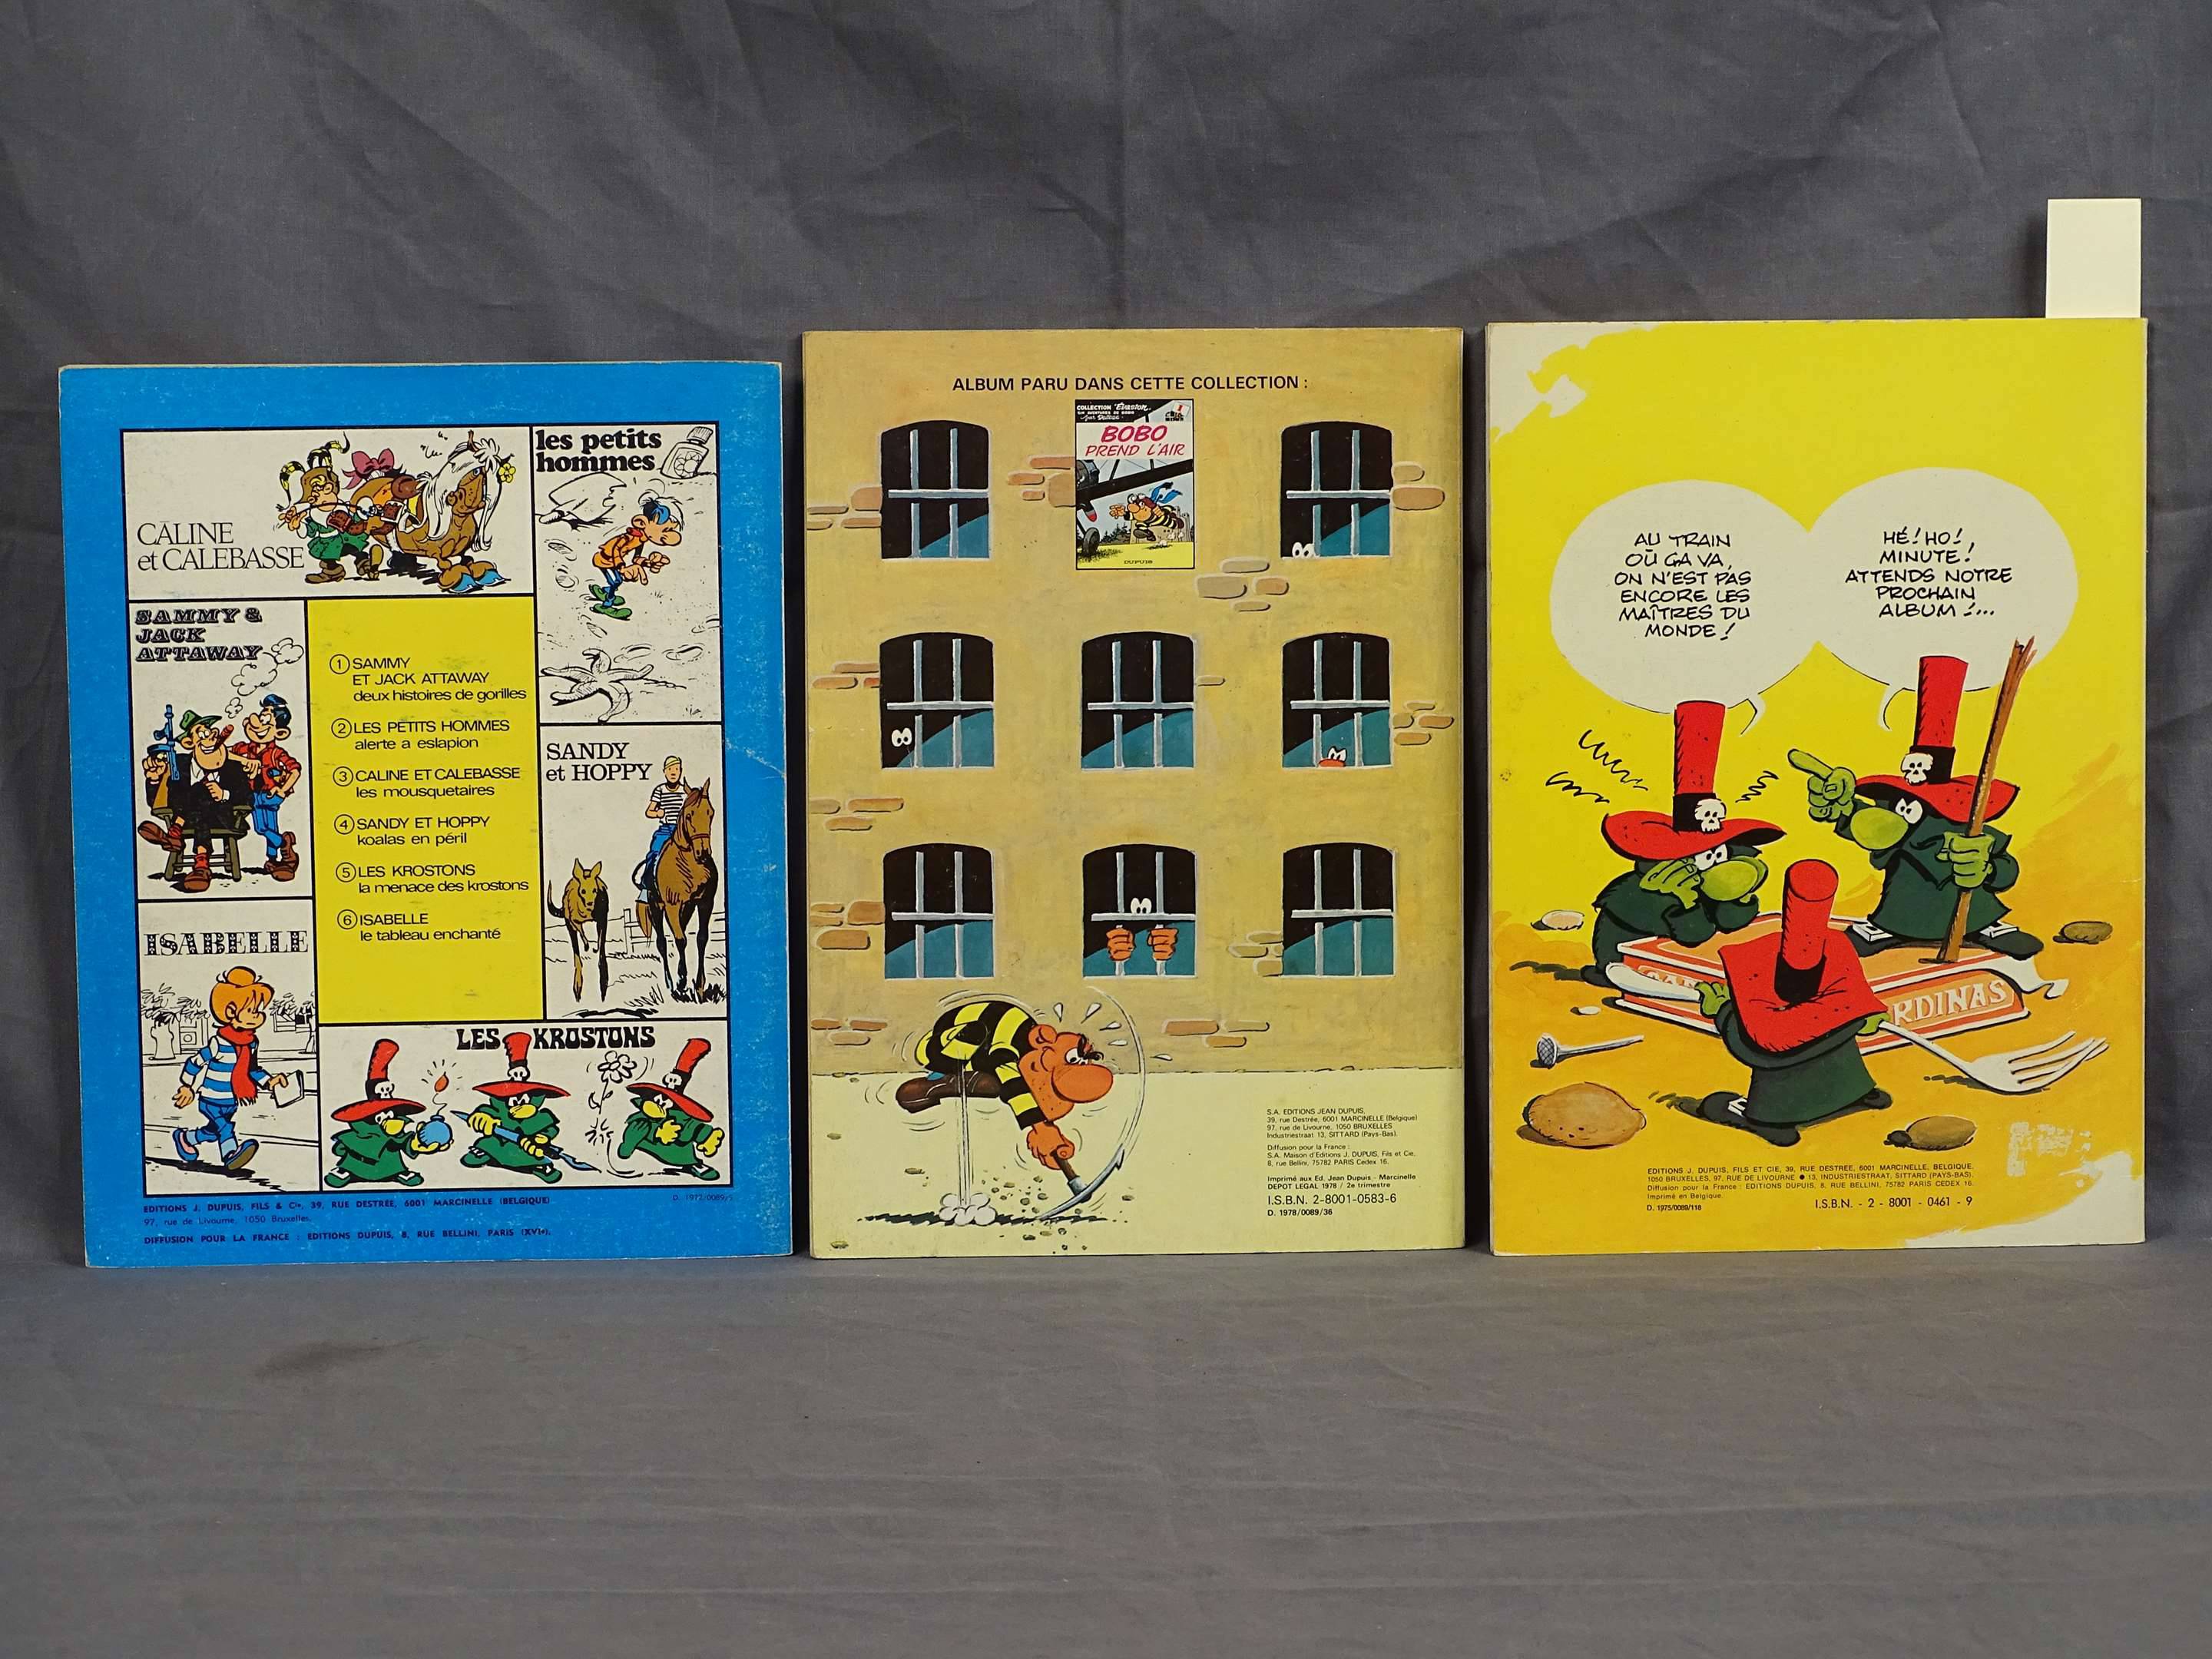 CÂLINE
et CALEBASSE
les petits
hommes
SAMMY &
JACK
ATTAWAY
① SAMMY
ET JACK ATTAWAY
deux histoires de gorilles
② LES PETITS HOMMES
alerte a eslapion
③ CALINE ET CALEBASSE
les mousquetaires
④ SANDY ET HOPPY
koalas en péril
⑤ LES KROSTONS
la menace des krostons
⑥ ISABELLE
le tableau enchanté
SANDY
et HOPPY
ISABELLE
LES KROSTONS
EDITIONS J. DUPUIS, FILS & Cie, 39, RUE DESTRÉE, 6001 MARCINELLE (BELGIQUE)
97, rue de Livourne, 1050 Bruxelles.
DIFFUSION POUR LA FRANCE : EDITIONS DUPUIS, 8, RUE BELLINI, PARIS (XVIe).
ALBUM PARU DANS CETTE COLLECTION :
COLLECTION "Évasion"
1
BOBO
PREND L'AIR
DUPUIS
S.A. EDITIONS JEAN DUPUIS,
39, rue Destrée, 6001 MARCINELLE (Belgique)
97, rue de Livourne, 1050 BRUXELLES
Industriestraat 13, SITTARD (Pays-Bas).
Diffusion pour la France :
S.A. Maison d'Editions J. DUPUIS, Fils et Cie,
8, rue Bellini, 75782 PARIS Cedex 16.
Imprimé aux Ed. Jean Dupuis - Marcinelle
DEPOT LEGAL 1978 / 2e trimestre
I.S.B.N. 2-8001-0583-6
D. 1978/0089/36
AU TRAIN
OÙ ÇA VA,
ON N'EST PAS
ENCORE LES
MAÎTRES DU
MONDE !
HÉ! HO!,
MINUTE!
ATTENDS NOTRE
PROCHAIN
ALBUM !...
RDINAS
EDITIONS J. DUPUIS, FILS ET CIE, 39, RUE DESTREE, 6001 MARCINELLE, BELGIQUE,
1050 BRUXELLES, 97, RUE DE LIVOURNE ● 13, INDUSTRIESTRAAT, SITTARD (PAYS-BAS).
Diffusion pour la France : EDITIONS DUPUIS, 8, RUE BELLINI, 75782 PARIS CEDEX 16.
Imprimé en Belgique.
D. 1975/0089/118
I.S.B.N. - 2 - 8001 - 0461 - 9